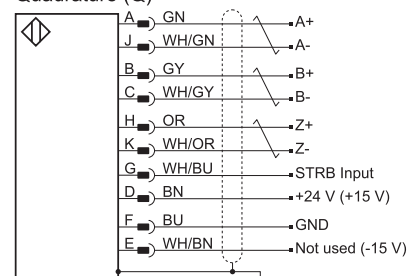 A GN A+
J WH/GN A-
B GY B+
C WH/GY B-
H OR Z+
K WH/OR Z-
G WH/BU STRB Input
D BN +24 V (+15 V)
F BU GND
E WH/BN Not used (-15 V)